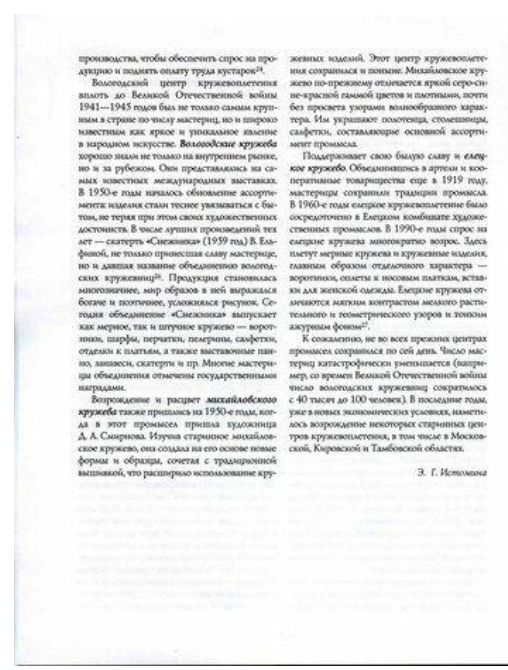 производства, чтобы обеспечить спрос на про-
дукцию и поднять оплату труда кустарок²⁴.
Вологодский центр кружевоплетения
вплоть до Великой Отечественной войны
1941—1945 годов был не только самым круп-
ным в стране по числу мастериц, но и широко
известным как яркое и уникальное явление
в народном искусстве. Вологодские кружева
хорошо знали не только на внутреннем рынке,
но и за рубежом. Они представлялись на са-
мых известных международных выставках.
В 1950-е годы началось обновление ассорти-
мента: изделия стали теснее увязываться с бы-
том, не теряя при этом своих художественных
достоинств. В числе лучших произведений тех
лет — скатерть «Снежинка» (1959 год) В. Ель-
финой, не только принесшая славу мастерице,
но и давшая название объединению вологод-
ских кружевниц²⁶. Продукция становилась
многозначнее, мир образов в ней выражался
богаче и поэтичнее, усложнялся рисунок. Се-
годня объединение «Снежинка» выпускает
как мерное, так и штучное кружево — ворот-
ники, шарфы, перчатки, пелерины, салфетки,
отделки к платьям, а также выставочные пан-
но, занавеси, скатерти и пр. Многие мастери-
цы объединения отмечены государственными
наградами.
Возрождение и расцвет михайловского
кружева также пришлись на 1950-е годы, ког-
да в этот промысел пришла художница
Д. А. Смирнова. Изучив старинное михайлов-
ское кружево, она создала на его основе новые
формы и образцы, сочетая с традиционной
вышивкой, что расширило использование кру-
жевных изделий. Этот центр кружевоплете-
ния сохранился и поныне. Михайловское кру-
жево по-прежнему отличается яркой серо-си-
не-красной гаммой цветов и плотными, почти
без просвета узорами волнообразного харак-
тера. Им украшают полотенца, столешницы,
салфетки, составляющие основной ассорти-
мент промысла.
Поддерживает свою былую славу и елец-
кое кружево. Объединившись в артели и коо-
перативные товарищества еще в 1919 году,
мастерицы сохранили традиции промысла.
В 1960-е годы елецкое кружевоплетение было
сосредоточено в Елецком комбинате художе-
ственных промыслов. В 1990-е годы спрос на
елецкие кружева многократно возрос. Здесь
плетут мерные кружева и кружевные изделия,
главным образом отделочного характера —
воротники, оплеты к носовым платкам, встав-
ки для женской одежды. Елецкие кружева от-
личаются мягким контрастом мелкого расти-
тельного и геометрического узоров и тонким
ажурным фоном²⁷.
К сожалению, не во всех прежних центрах
промысел сохранился по сей день. Число мас-
териц катастрофически уменьшается (напри-
мер, со времен Великой Отечественной войны
число вологодских кружевниц сократилось
с 40 тысяч до 100 человек). В последние годы,
уже в новых экономических условиях, намети-
лось возрождение некоторых старинных цен-
тров кружевоплетения, в том числе в Москов-
ской, Кировской и Тамбовской областях.
Э. Г. Истомина